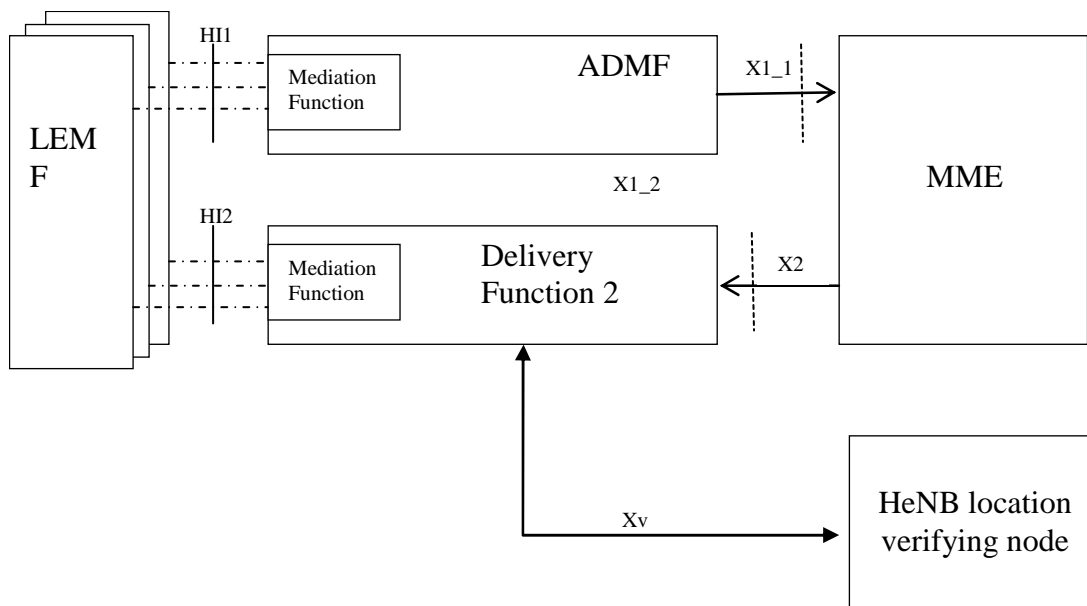 HI1
ADMF
X1_1
Mediation
Function
LEM
F
MME
X1_2
HI2
Delivery
Function 2
X2
Mediation
Function
HeNB location
verifying node
Xv